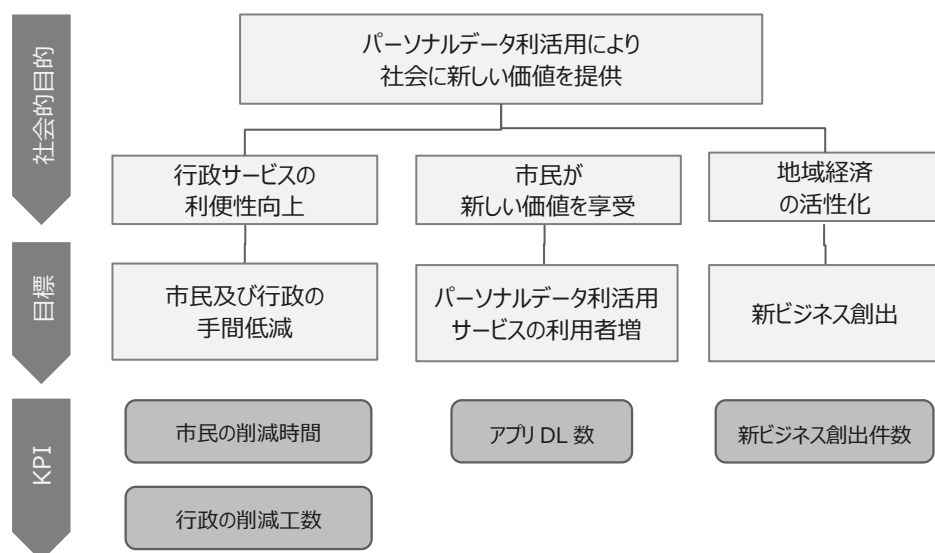 社会的目的
パーソナルデータ利活用により
社会に新しい価値を提供
行政サービスの
利便性向上
市民が
新しい価値を享受
地域経済
の活性化
目標
市民及び行政の
手間低減
パーソナルデータ利活用
サービスの利用者増
新ビジネス創出
KPI
市民の削減時間
アプリ DL 数
新ビジネス創出件数
行政の削減工数